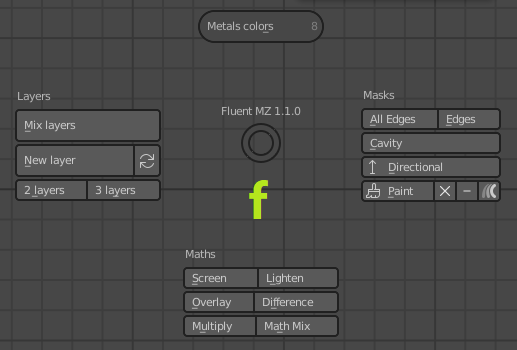 Metals colors 8
Layers
Mix layers
New layer
2 layers 3 layers
Fluent MZ 1.1.0
f
Masks
All Edges Edges
Cavity
Directional
Paint
Maths
Screen Lighten
Overlay Difference
Multiply Math Mix